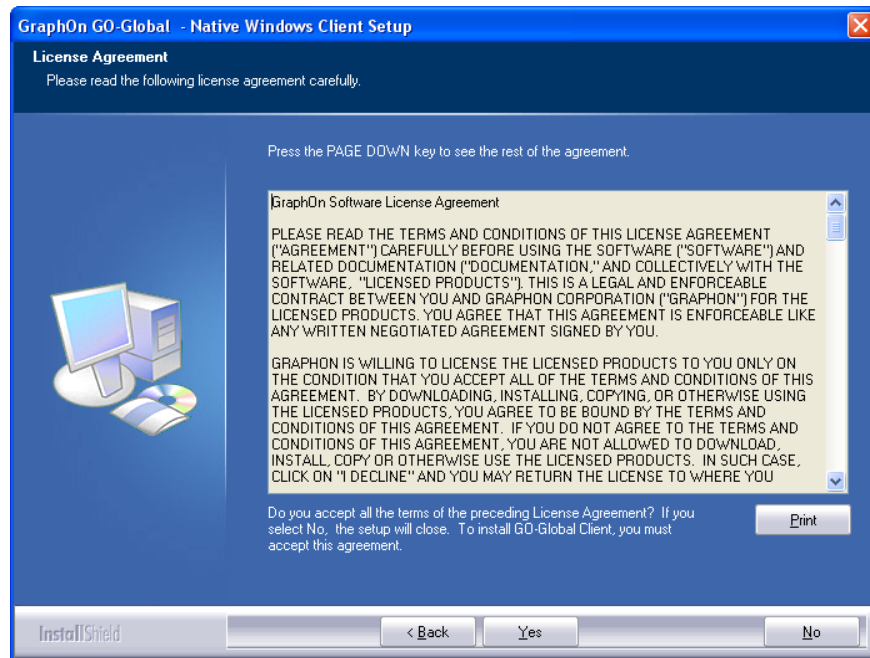 GraphOn GO-Global - Native Windows Client Setup
License Agreement
Please read the following license agreement carefully.
Press the PAGE DOWN key to see the rest of the agreement.
GraphOn Software License Agreement
PLEASE READ THE TERMS AND CONDITIONS OF THIS LICENSE AGREEMENT
("AGREEMENT") CAREFULLY BEFORE USING THE SOFTWARE ("SOFTWARE") AND
RELATED DOCUMENTATION ("DOCUMENTATION," AND COLLECTIVELY WITH THE
SOFTWARE, "LICENSED PRODUCTS"). THIS IS A LEGAL AND ENFORCEABLE
CONTRACT BETWEEN YOU AND GRAPHON CORPORATION ("GRAPHON") FOR THE
LICENSED PRODUCTS. YOU AGREE THAT THIS AGREEMENT IS ENFORCEABLE LIKE
ANY WRITTEN NEGOTIATED AGREEMENT SIGNED BY YOU.
GRAPHON IS WILLING TO LICENSE THE LICENSED PRODUCTS TO YOU ONLY ON
THE CONDITION THAT YOU ACCEPT ALL OF THE TERMS AND CONDITIONS OF THIS
AGREEMENT. BY DOWNLOADING, INSTALLING, COPYING, OR OTHERWISE USING
THE LICENSED PRODUCTS, YOU AGREE TO BE BOUND BY THE TERMS AND
CONDITIONS OF THIS AGREEMENT. IF YOU DO NOT AGREE TO THE TERMS AND
CONDITIONS OF THIS AGREEMENT, YOU ARE NOT ALLOWED TO DOWNLOAD,
INSTALL, COPY OR OTHERWISE USE THE LICENSED PRODUCTS. IN SUCH CASE,
CLICK ON "I DECLINE" AND YOU MAY RETURN THE LICENSE TO WHERE YOU
Do you accept all the terms of the preceding License Agreement? If you
select No, the setup will close. To install GO-Global Client, you must
accept this agreement.
Print
InstallShield
< Back
Yes
No